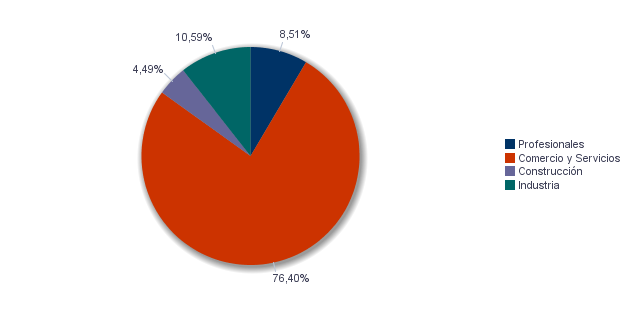 8,51%
10,59%
4,49%
76,40%
Profesionales
Comercio y Servicios
Construcción
Industria